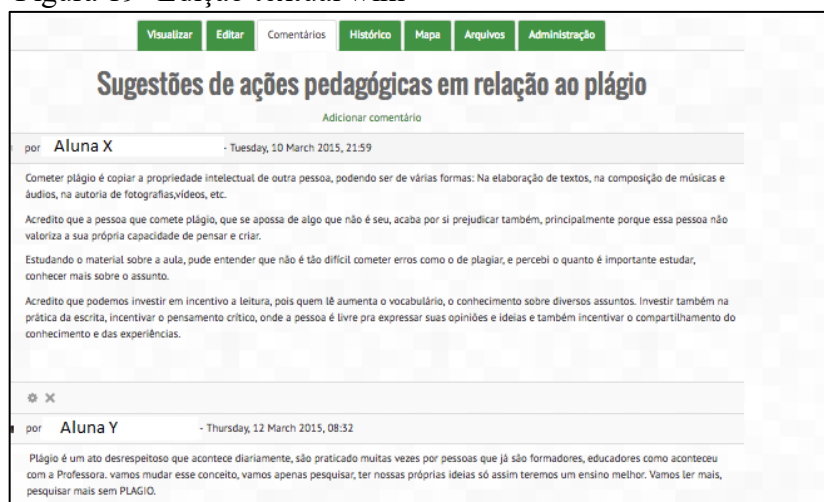 Visualizar Editar Comentários Histórico Mapa Arquivos Administração
Sugestões de ações pedagógicas em relação ao plágio
Adicionar comentário
por Aluna X - Tuesday, 10 March 2015, 21:59
Cometer plágio é copiar a propriedade intelectual de outra pessoa, podendo ser de várias formas: Na elaboração de textos, na composição de músicas e
áudios, na autoria de fotografias,vídeos, etc.
Acredito que a pessoa que comete plágio, que se apossa de algo que não é seu, acaba por si prejudicar também, principalmente porque essa pessoa não
valoriza a sua própria capacidade de pensar e criar.
Estudando o material sobre a aula, pude entender que não é tão difícil cometer erros como o de plagiar, e percebi o quanto é importante estudar,
conhecer mais sobre o assunto.
Acredito que podemos investir em incentivo a leitura, pois quem lê aumenta o vocabulário, o conhecimento sobre diversos assuntos. Investir também na
prática da escrita, incentivar o pensamento crítico, onde a pessoa é livre pra expressar suas opiniões e ideias e também incentivar o compartilhamento do
conhecimento e das experiências.
por Aluna Y - Thursday, 12 March 2015, 08:32
Plágio é um ato desrespeitoso que acontece diariamente, são praticado muitas vezes por pessoas que já são formadores, educadores como aconteceu
com a Professora. vamos mudar esse conceito, vamos apenas pesquisar, ter nossas próprias ideias só assim teremos um ensino melhor. Vamos ler mais,
pesquisar mais sem PLAGIO.